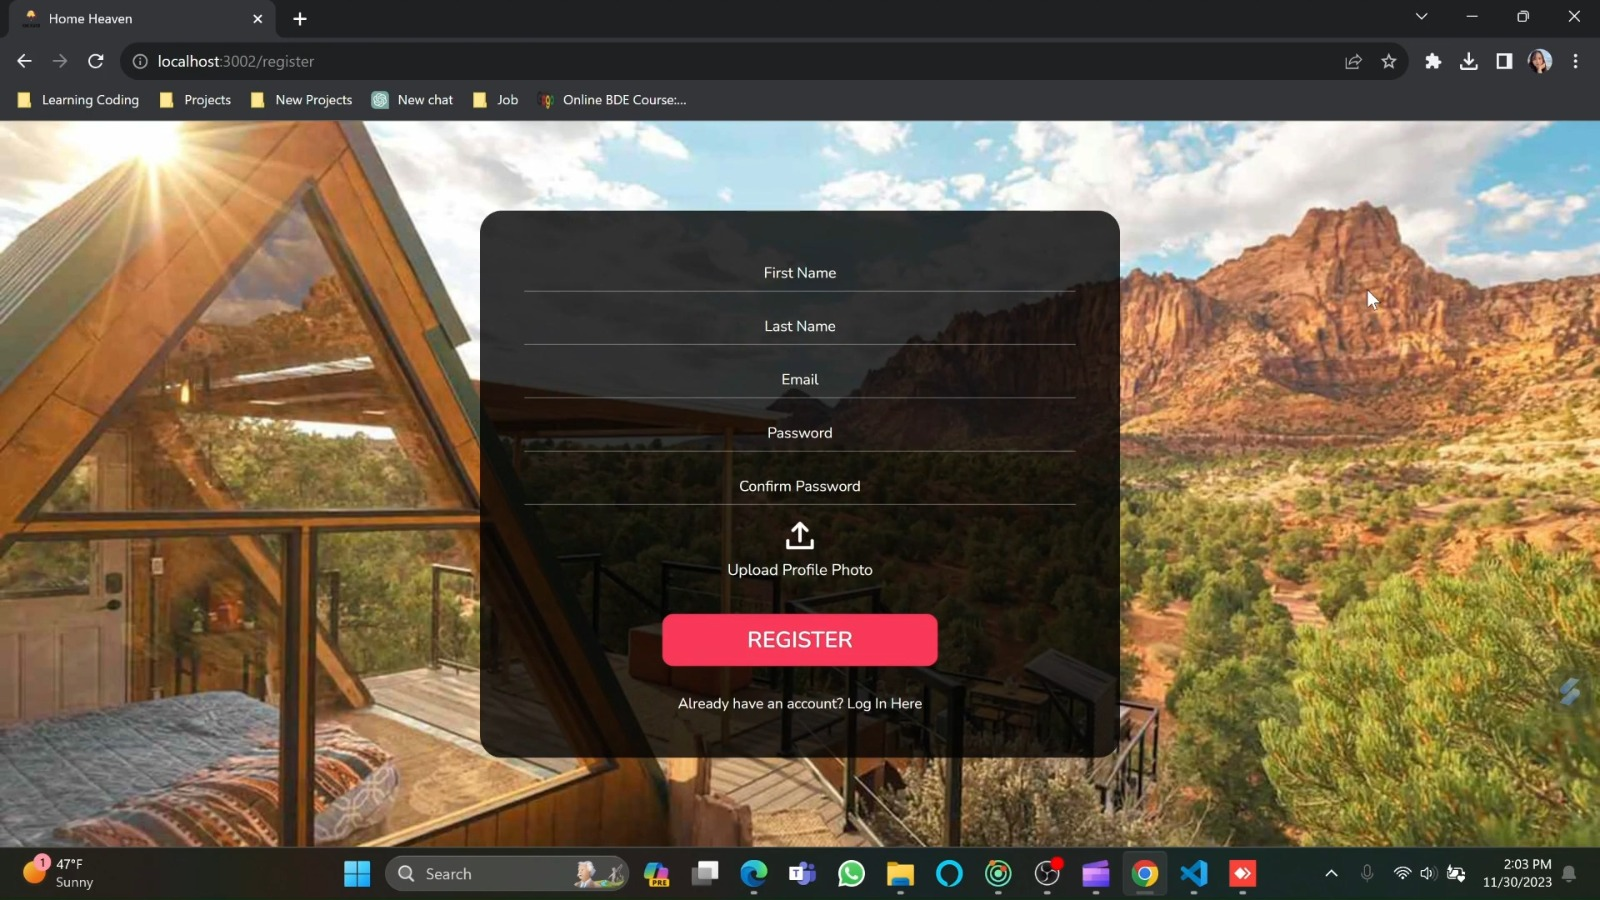 Home Heaven
localhost:3002/register
Learning Coding
Projects
New Projects
New chat
Job
Online BDE Course:...
First Name
Last Name
Email
Password
Confirm Password
Upload Profile Photo
REGISTER
Already have an account? Log In Here
1
47°F
Sunny
Search
PRE
T
2:03 PM
11/30/2023